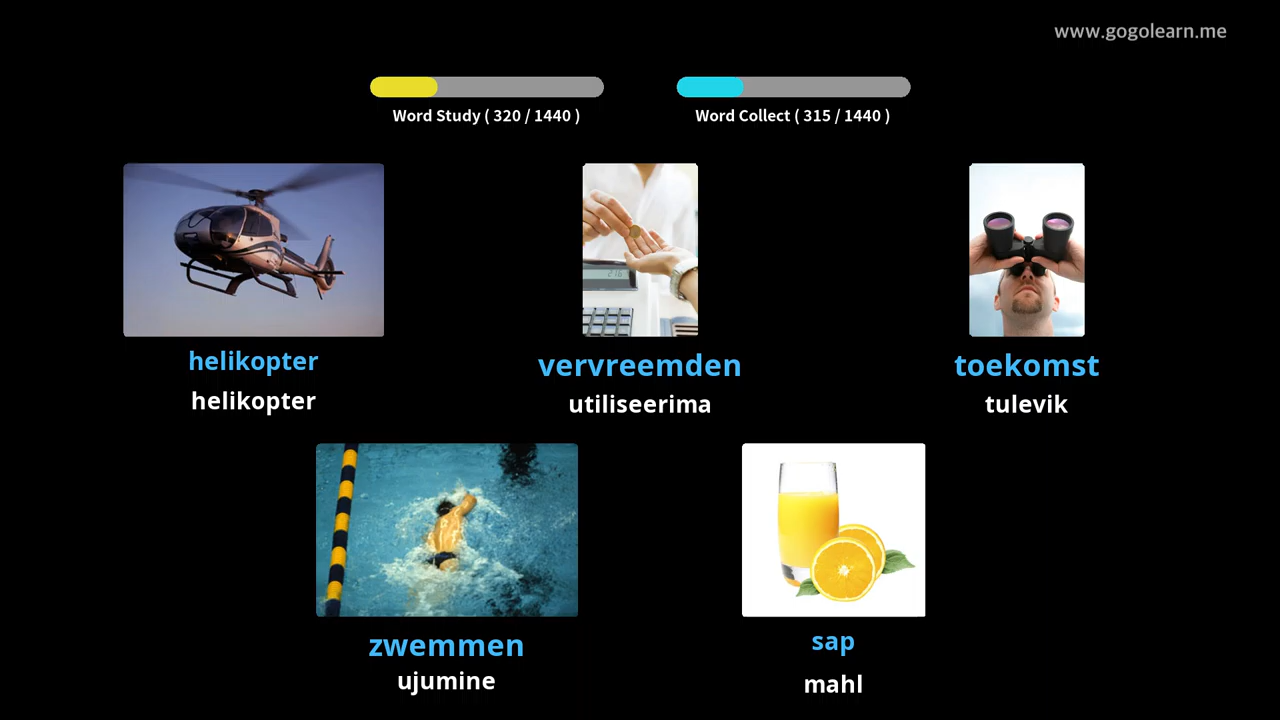 www.gogolearn.me
Word Study ( 320 / 1440 )
Word Collect ( 315 / 1440 )
helikopter
helikopter
vervreemden
utiliseerima
toekomst
tulevik
zwemmen
ujumine
sap
mahl